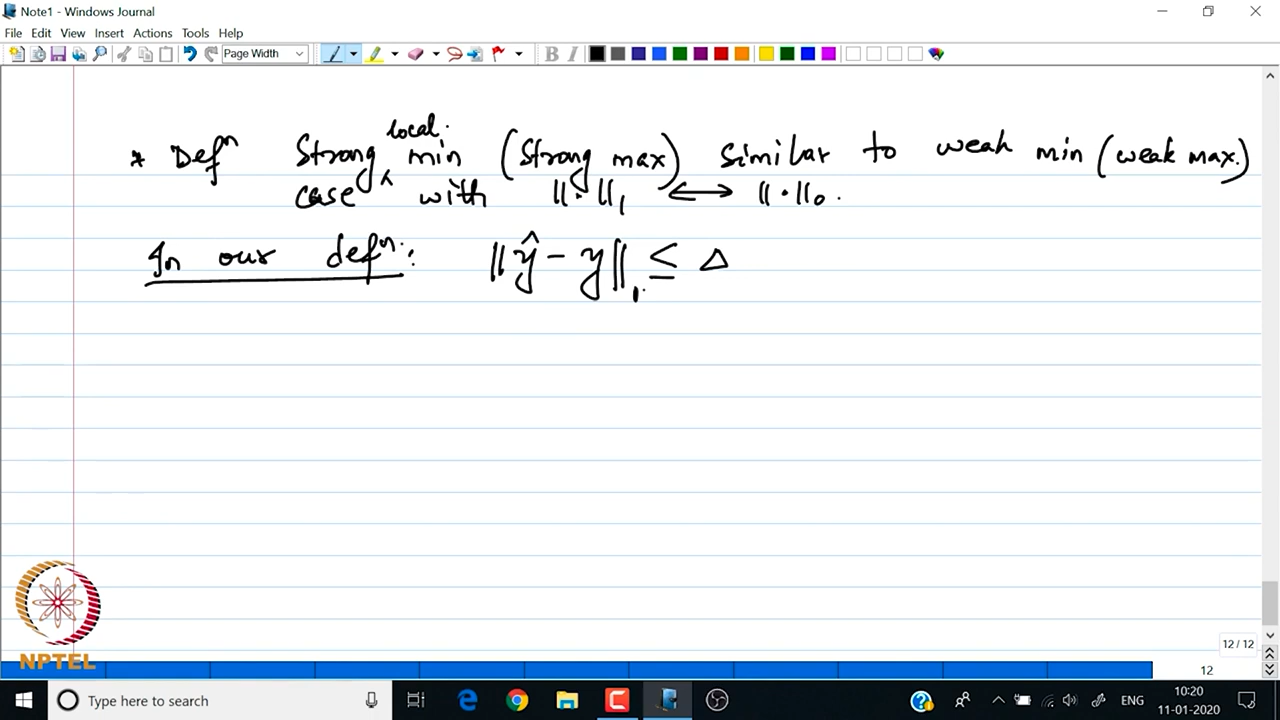 Note1 - Windows Journal
File Edit View Insert Actions Tools Help
Page Width
B I
* Defn Strong local min (Strong max) similar to weak min (weak max.)
case with ||·||₁ ⟷ ||·||₀.
In our defn: ||ŷ - y||₁ ≤ Δ
NPTEL
12/12
12
Type here to search
ENG
10:20
11-01-2020